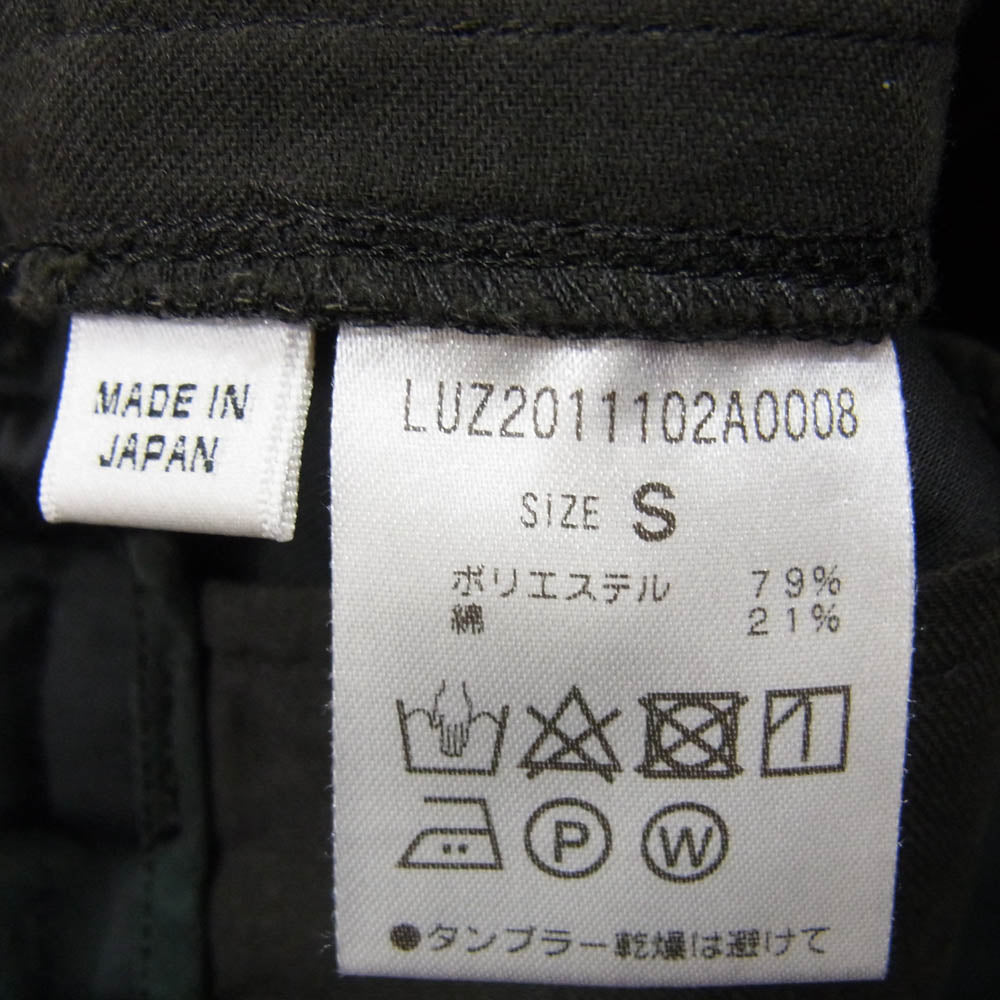 MADE IN
JAPAN
LUZ2011102A0008
SiZE S
ポリエステル 79%
綿 21%
P W
●タンブラー乾燥は避けて